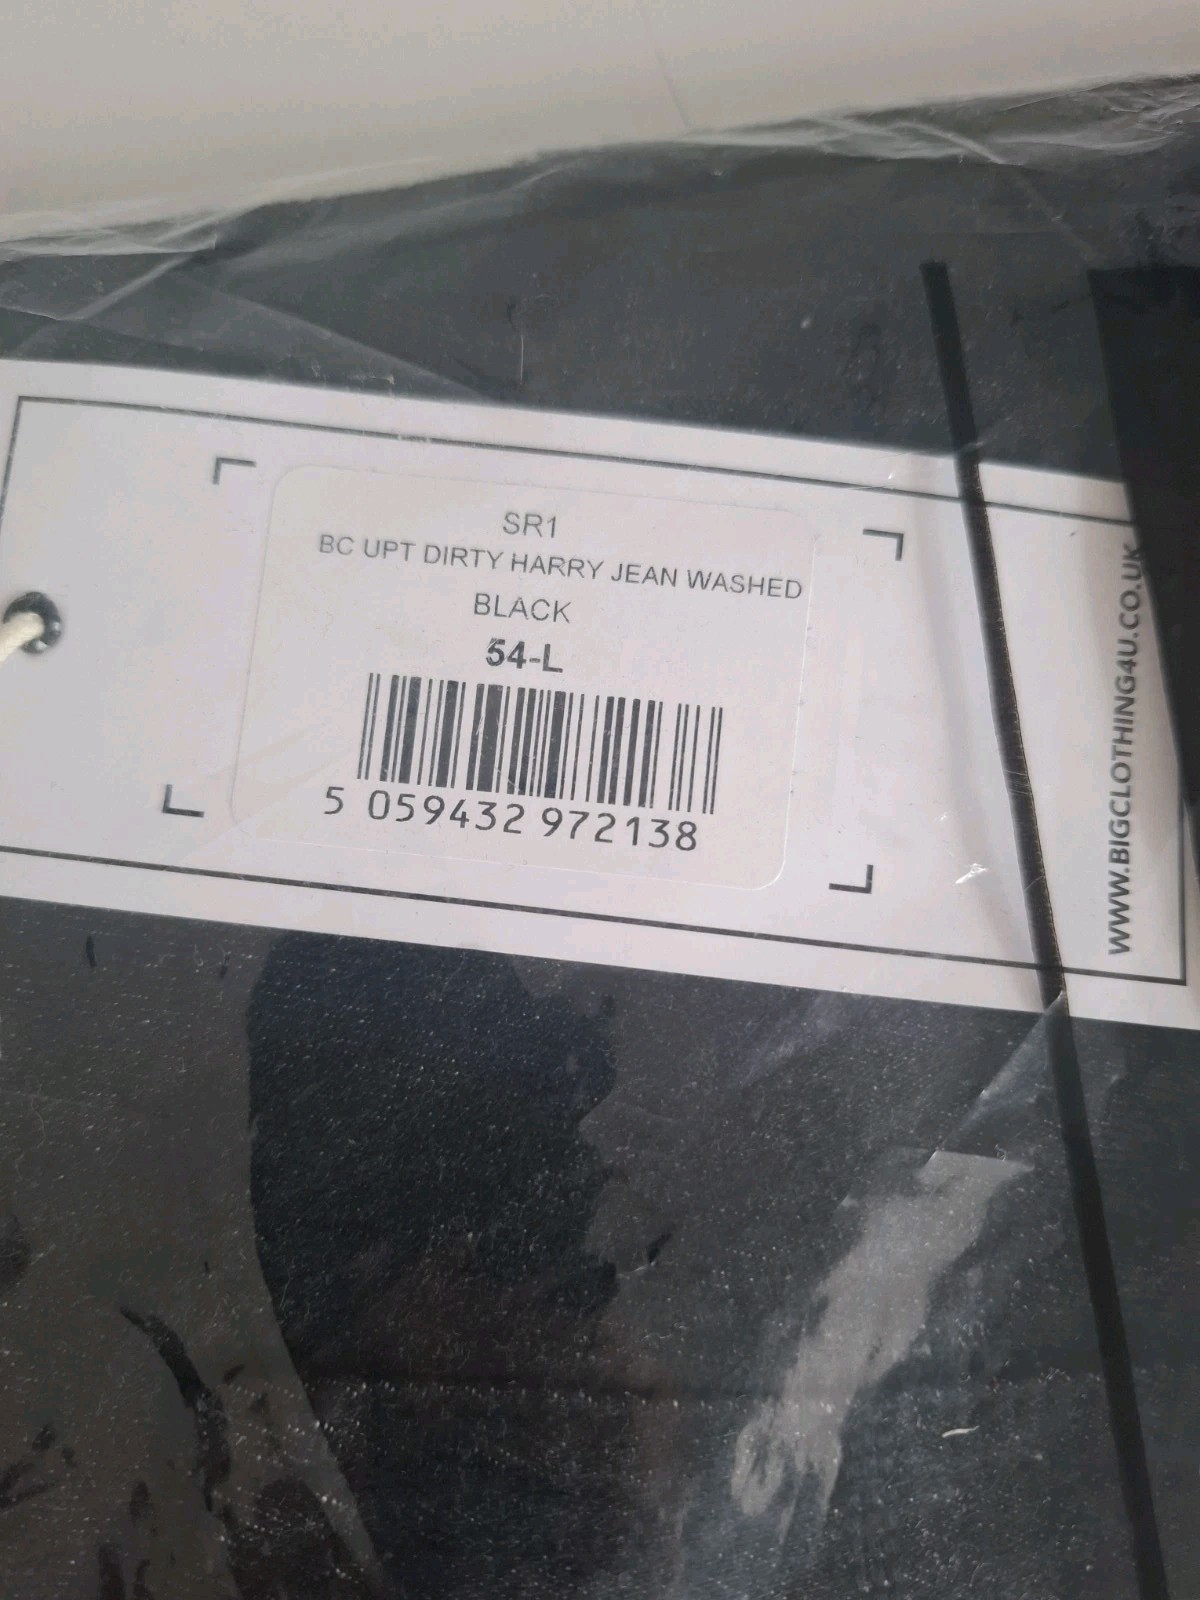 SR1
BC UPT DIRTY HARRY JEAN WASHED
BLACK
54-L
5 059432 972138
WWW.BIGCLOTHING4U.CO.UK